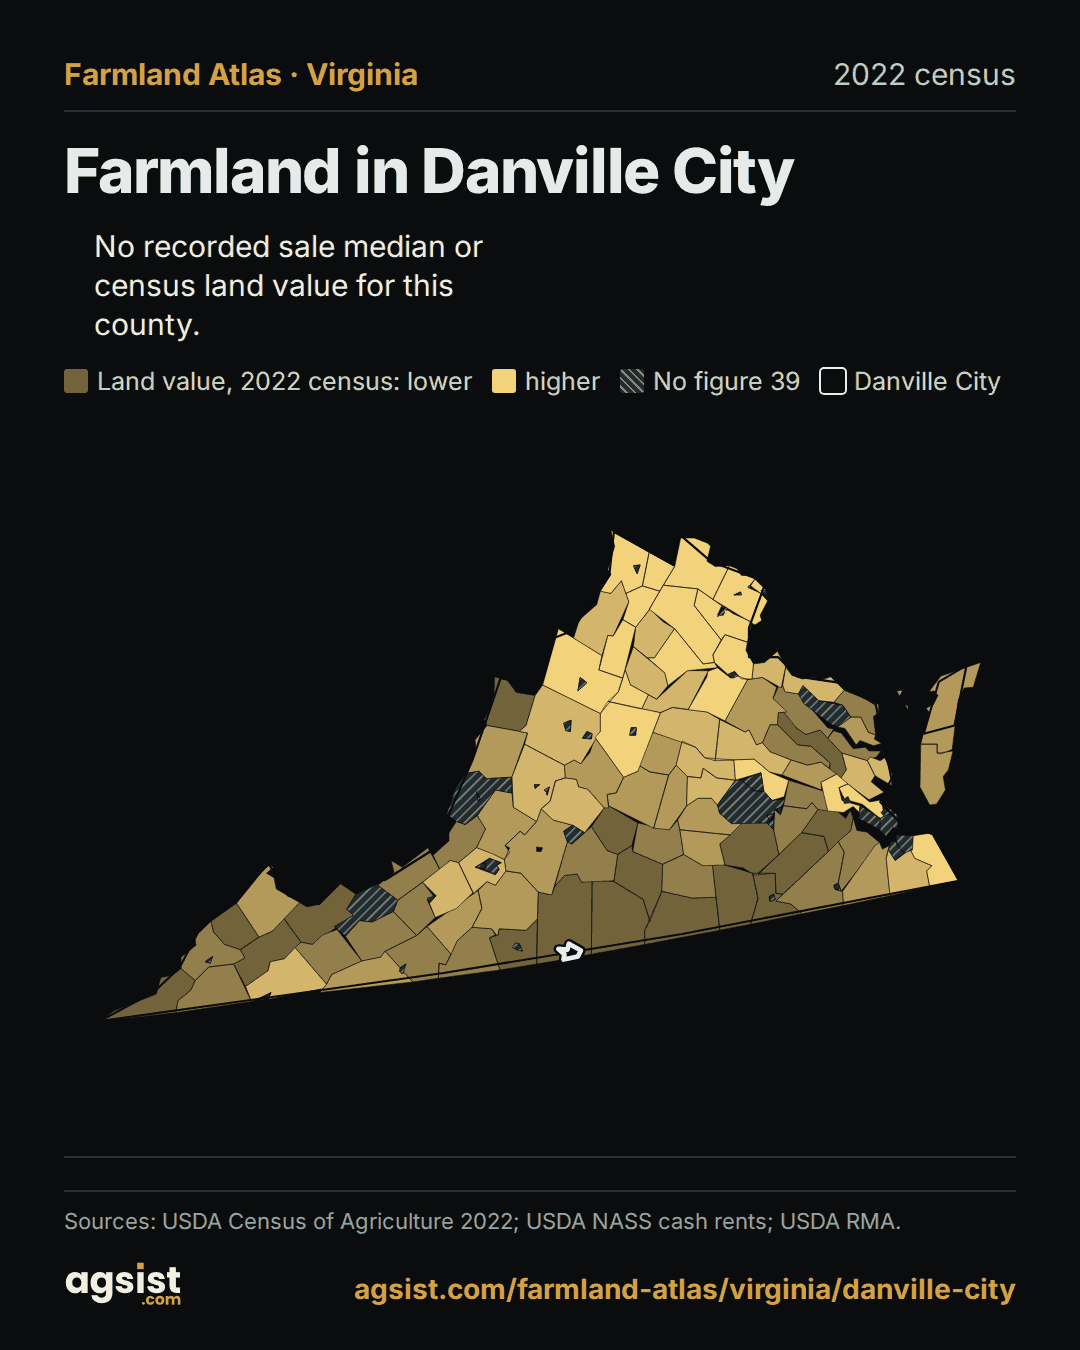 Farmland Atlas · Virginia
2022 census
Farmland in Danville City
No recorded sale median or
census land value for this
county.
Land value, 2022 census: lower higher No figure 39 Danville City
Sources: USDA Census of Agriculture 2022; USDA NASS cash rents; USDA RMA.
agsist
.com
agsist.com/farmland-atlas/virginia/danville-city